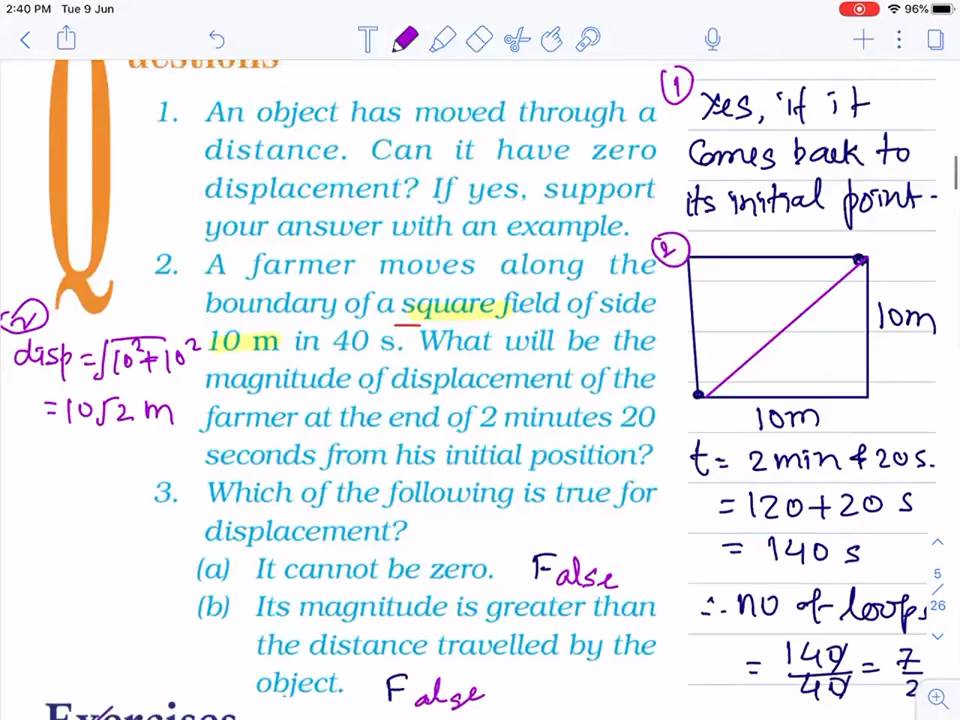 2:40 PM Tue 9 Jun
96%
Q
uestions
1. An object has moved through a
distance. Can it have zero
displacement? If yes, support
your answer with an example.
2. A farmer moves along the
boundary of a square field of side
10 m in 40 s. What will be the
magnitude of displacement of the
farmer at the end of 2 minutes 20
seconds from his initial position?
3. Which of the following is true for
displacement?
(a) It cannot be zero. False
(b) Its magnitude is greater than
the distance travelled by the
object. False
Exercises
2
disp = √10²+10²
= 10√2 m
1
Yes, if it
comes back to
its initial point.
2
10m
10m
t = 2 min & 20 s.
= 120+20 s
= 140 s
∴ no of loops
= 140/40 = 7/2
5
/
26